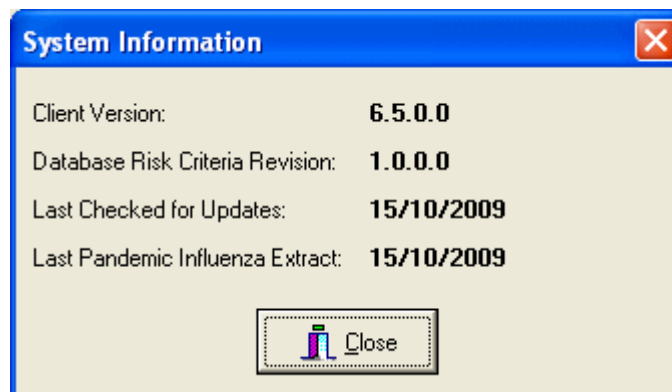 System Information
Client Version: 6.5.0.0
Database Risk Criteria Revision: 1.0.0.0
Last Checked for Updates: 15/10/2009
Last Pandemic Influenza Extract: 15/10/2009
Close